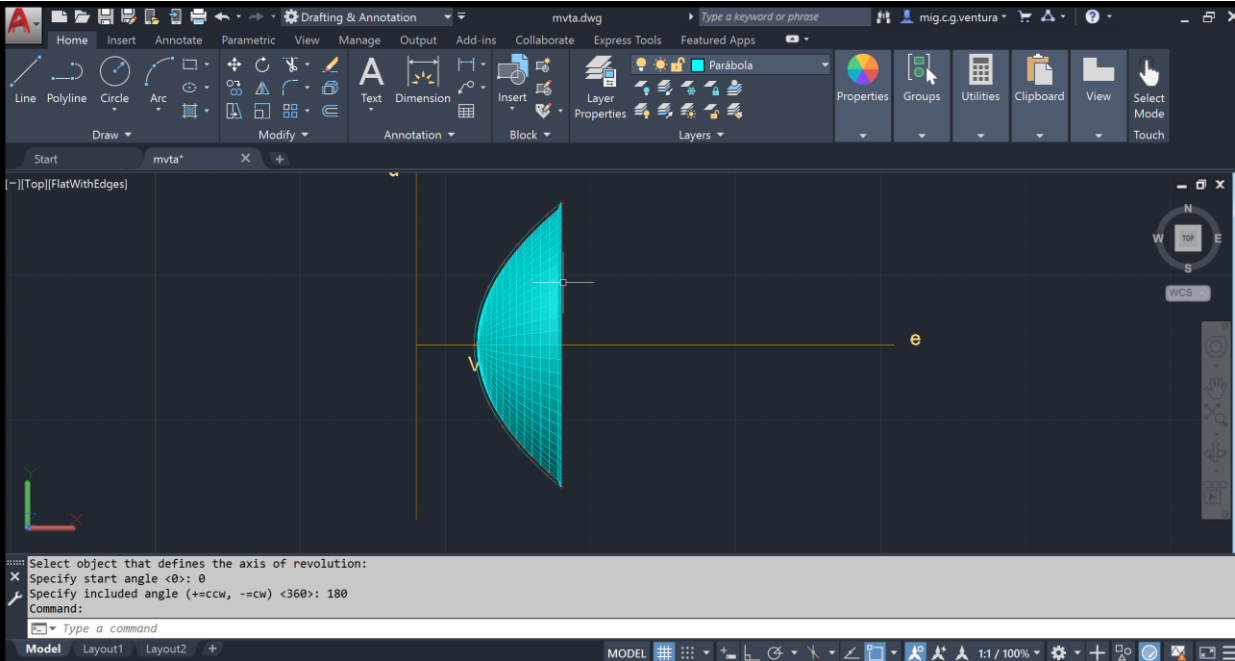 Drafting & Annotation
mvta.dwg
Type a keyword or phrase
mig.c.g.ventura
Home Insert Annotate Parametric View Manage Output Add-ins Collaborate Express Tools Featured Apps
Parábola
Line Polyline Circle Arc
Text Dimension
Insert
Layer
Properties
Properties Groups Utilities Clipboard View
Select
Mode
Draw Modify Annotation Block Layers Touch
Start mvta*
[−][Top][FlatWithEdges]
N
W TOP E
S
WCS
e
V
Y
X
Select object that defines the axis of revolution:
Specify start angle <0>: 0
Specify included angle (+=ccw, -=cw) <360>: 180
Command:
Type a command
Model Layout1 Layout2 +
MODEL 1:1 / 100%